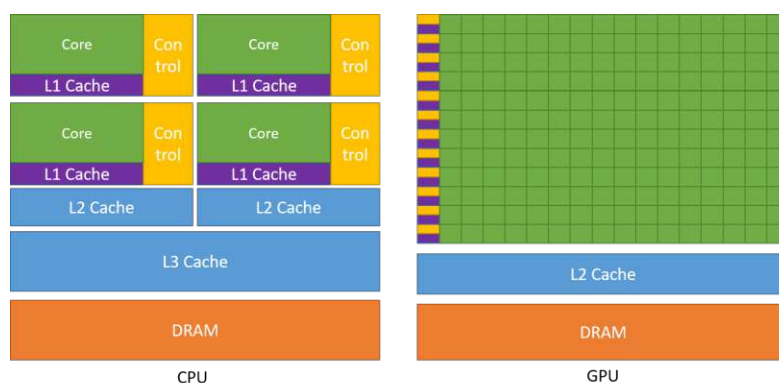 Core
Con
trol
L1 Cache
Core
Con
trol
L1 Cache
Core
Con
trol
L1 Cache
Core
Con
trol
L1 Cache
L2 Cache
L2 Cache
L3 Cache
DRAM
CPU
L2 Cache
DRAM
GPU